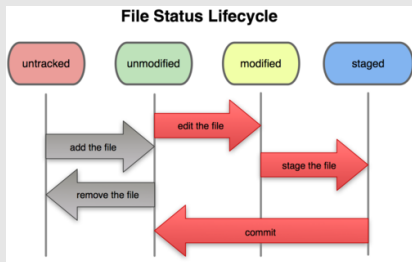 File Status Lifecycle
untracked
unmodified
modified
staged
edit the file
add the file
stage the file
remove the file
commit